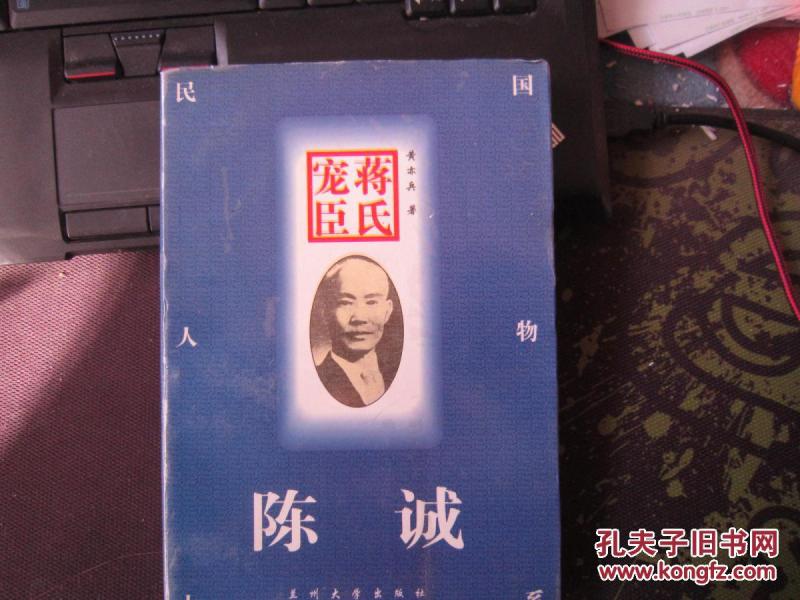 民 国
黄亦兵 著
蒋氏
宠臣
人 物
陈 诚
兰州大学出版社
孔夫子旧书网
www.kongfz.com